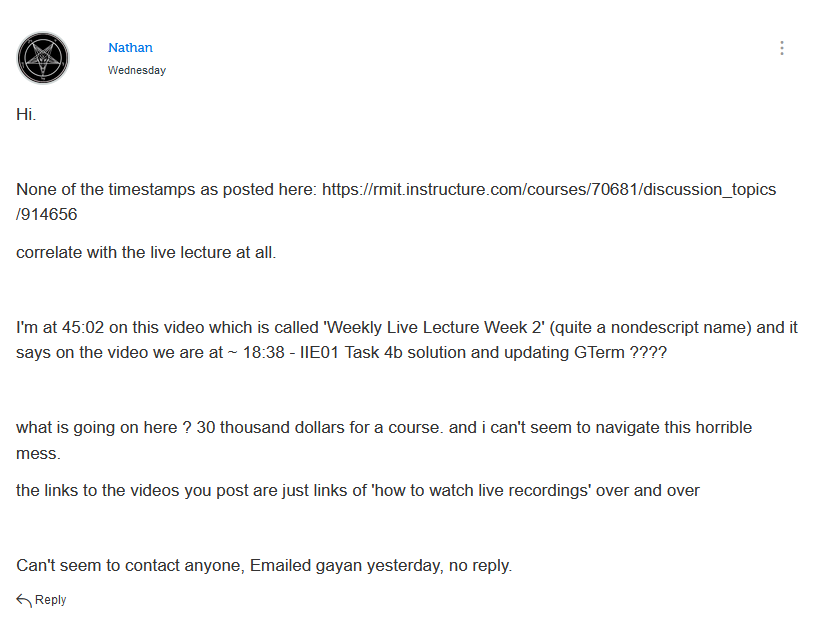 Nathan
Wednesday
Hi.
None of the timestamps as posted here: https://rmit.instructure.com/courses/70681/discussion_topics
/914656
correlate with the live lecture at all.
I'm at 45:02 on this video which is called 'Weekly Live Lecture Week 2' (quite a nondescript name) and it
says on the video we are at ~ 18:38 - IIE01 Task 4b solution and updating GTerm ????
what is going on here ? 30 thousand dollars for a course. and i can't seem to navigate this horrible
mess.
the links to the videos you post are just links of 'how to watch live recordings' over and over
Can't seem to contact anyone, Emailed gayan yesterday, no reply.
Reply